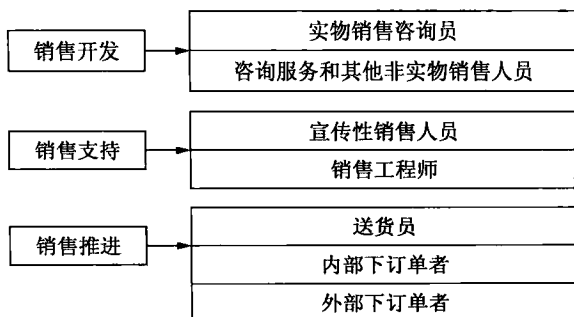 销售开发
实物销售咨询员
咨询服务和其他非实物销售人员
销售支持
宣传性销售人员
销售工程师
销售推进
送货员
内部下订单者
外部下订单者